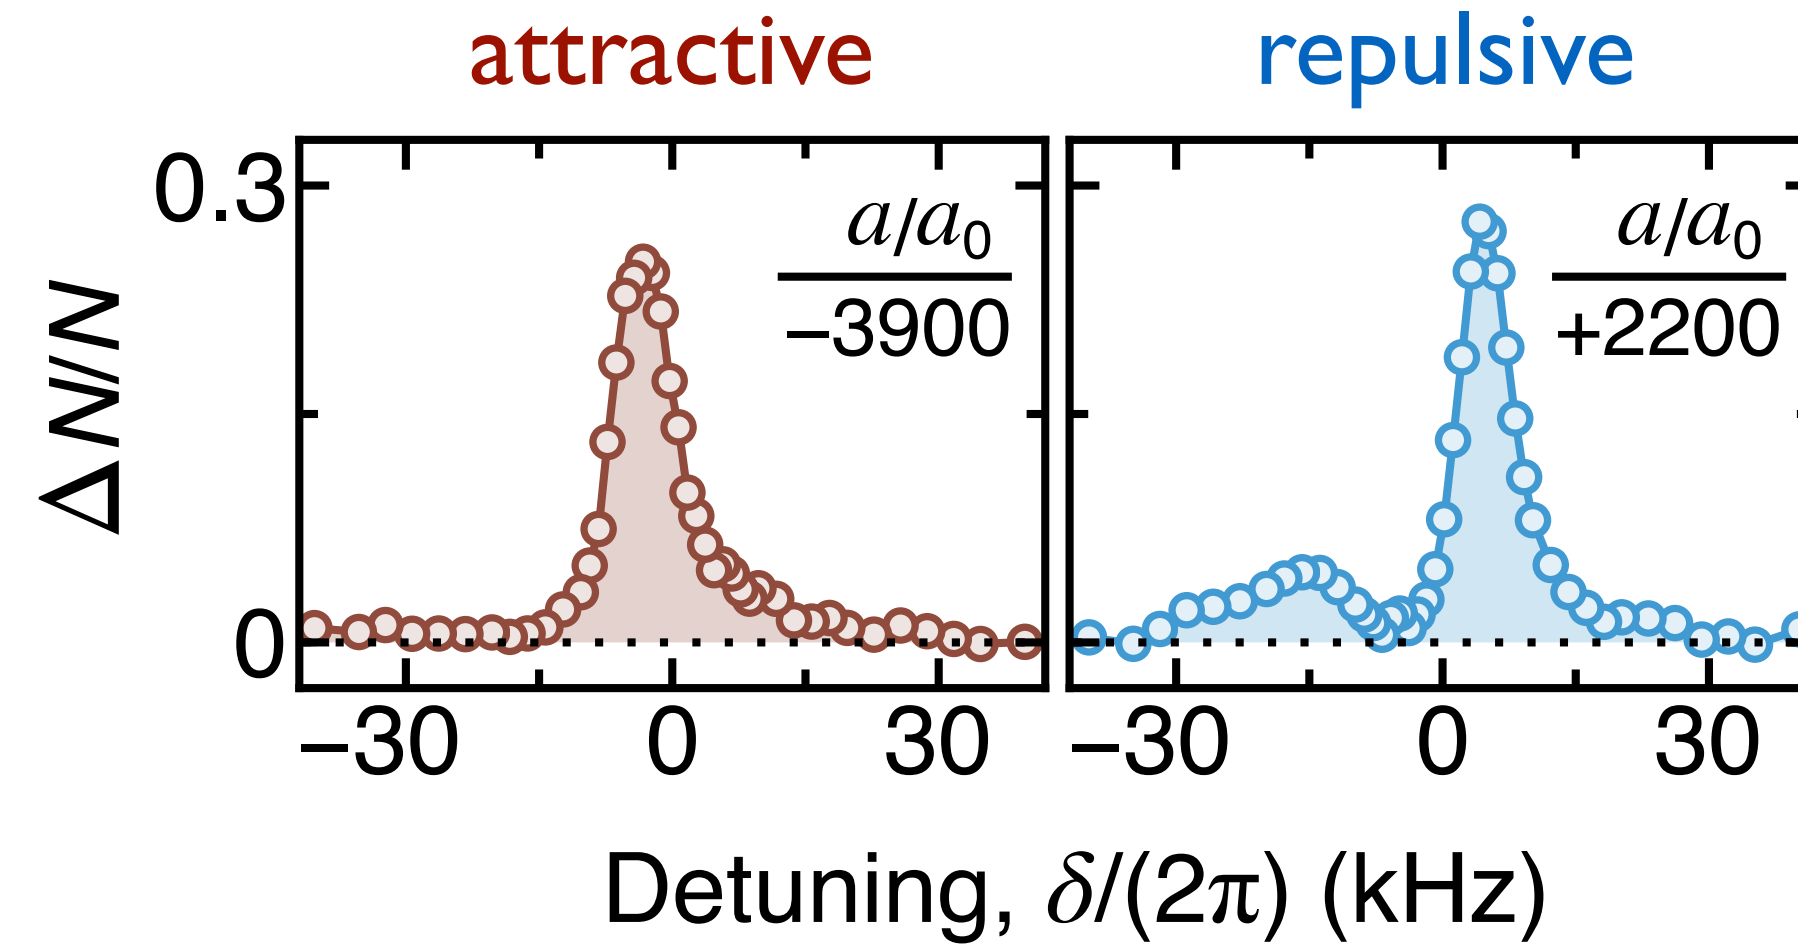 attractive repulsive
0.3
a/a0 a/a0
−3900 +2200
ΔN/N
0
−30 0 30 −30 0 30
Detuning, δ/(2π) (kHz)